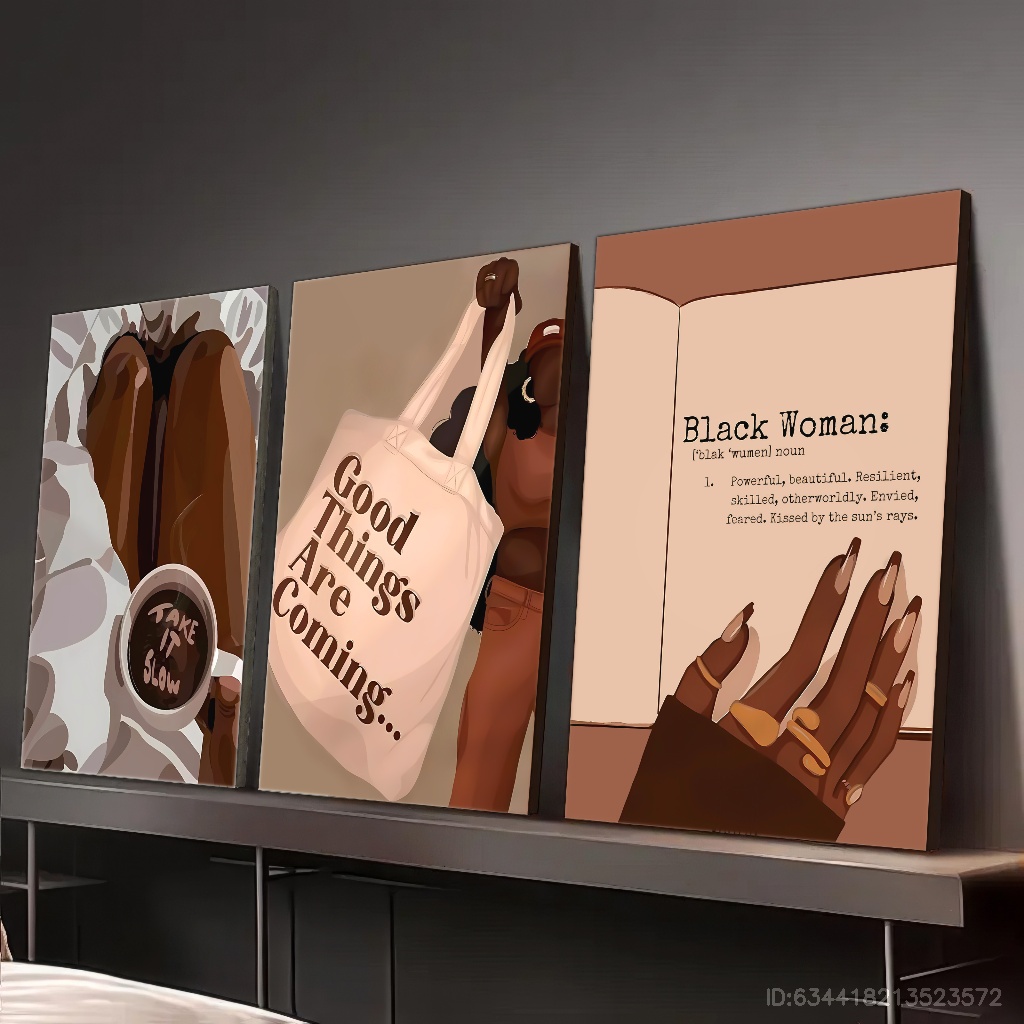 TAKE
IT
SLOW
Good
Things
Are
Coming...
Black Woman:
['blak 'wumen] noun
1. Powerful, beautiful. Resilient,
skilled, otherworldly. Envied,
feared. Kissed by the sun's rays.
ID:634418213523572